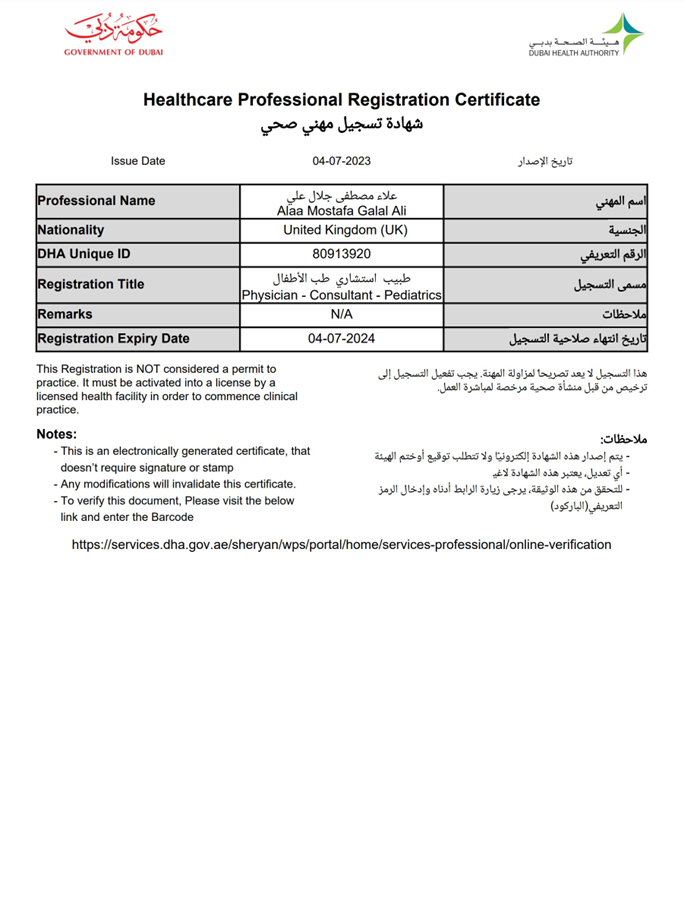 حكومة دبي
GOVERNMENT OF DUBAI
هيئة الصحة بدبي
DUBAI HEALTH AUTHORITY
Healthcare Professional Registration Certificate
شهادة تسجيل مهني صحي
Issue Date 04-07-2023 تاريخ الإصدار
Professional Name علاء مصطفى جلال علي اسم المهني
Alaa Mostafa Galal Ali
Nationality United Kingdom (UK) الجنسية
DHA Unique ID 80913920 الرقم التعريفي
Registration Title طبيب استشاري طب الأطفال مسمى التسجيل
Physician - Consultant - Pediatrics
Remarks N/A ملاحظات
Registration Expiry Date 04-07-2024 تاريخ انتهاء صلاحية التسجيل
This Registration is NOT considered a permit to
practice. It must be activated into a license by a
licensed health facility in order to commence clinical
practice.
هذا التسجيل لا يعد تصريحاً لمزاولة المهنة. يجب تفعيل التسجيل إلى
ترخيص من قبل منشأة صحية مرخصة لمباشرة العمل.
Notes:
- This is an electronically generated certificate, that
doesn't require signature or stamp
- Any modifications will invalidate this certificate.
- To verify this document, Please visit the below
link and enter the Barcode
ملاحظات:
- يتم إصدار هذه الشهادة إلكترونيًا ولا تتطلب توقيع أوختم الهيئة
- أي تعديل، يعتبر هذه الشهادة لاغي
- للتحقق من هذه الوثيقة، يرجى زيارة الرابط أدناه وإدخال الرمز
التعريفي(الباركود)
https://services.dha.gov.ae/sheryan/wps/portal/home/services-professional/online-verification